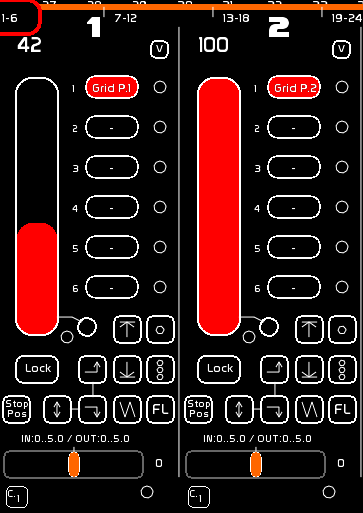 1-6
7-12
13-18
19-24
1
42
V
1 Grid P.1
2 -
3 -
4 -
5 -
6 -
Lock
Stop Pos
FL
IN:0..5.0 / OUT:0..5.0
0
C.1
2
100
V
1 Grid P.2
2 -
3 -
4 -
5 -
6 -
Lock
Stop Pos
FL
IN:0..5.0 / OUT:0..5.0
0
C.1